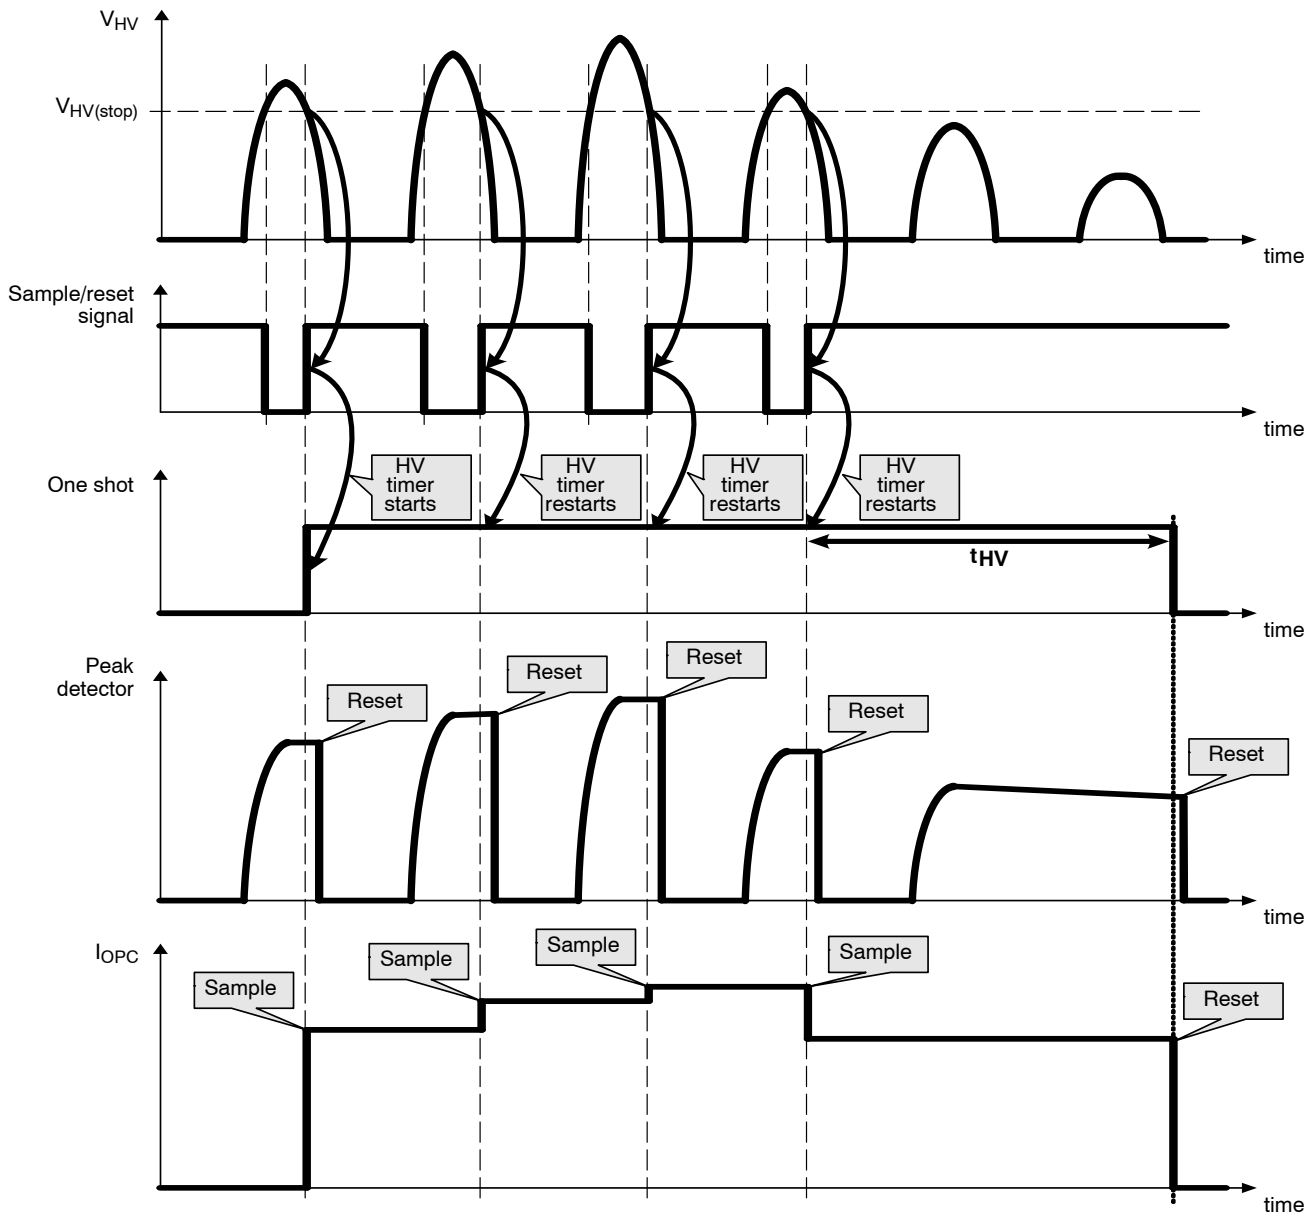 VHV
VHV(stop)
time
Sample/reset
signal
time
One shot
HV
timer
starts
HV
timer
restarts
HV
timer
restarts
HV
timer
restarts
tHV
time
Peak
detector
Reset
Reset
Reset
Reset
Reset
time
IOPC
Sample
Sample
Sample
Sample
Reset
time